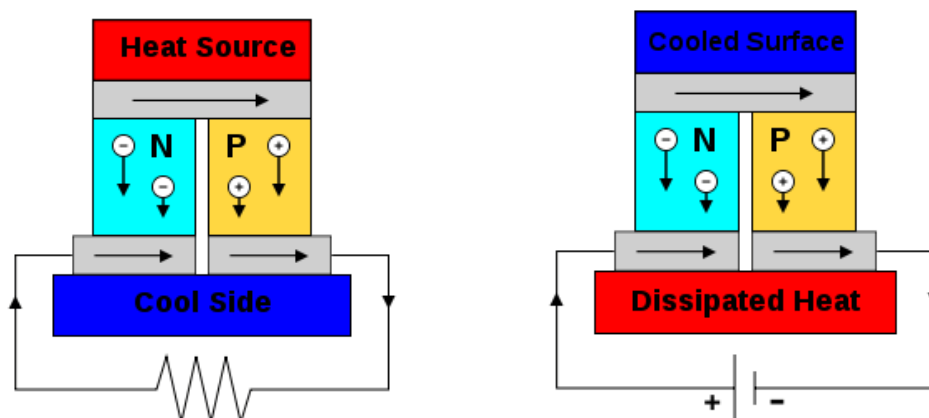 Heat Source
N P
− + − +
Cool Side
Cooled Surface
N P
− + − +
Dissipated Heat
+ -